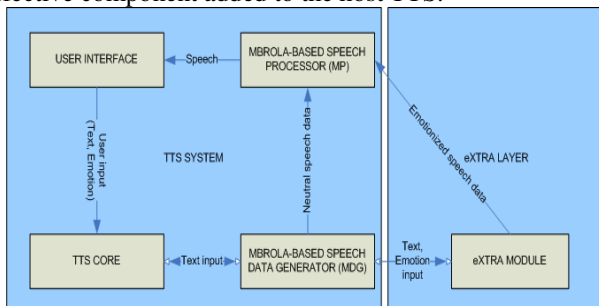 fective component added to the host TTS.
USER INTERFACE
Speech
MBROLA-BASED SPEECH
PROCESSOR (MP)
User input
(Text, Emotion)
TTS SYSTEM
Neutral speech data
Emotionized speech data
eXTRA LAYER
TTS CORE
Text input
MBROLA-BASED SPEECH
DATA GENERATOR (MDG)
Text,
Emotion
input
eXTRA MODULE